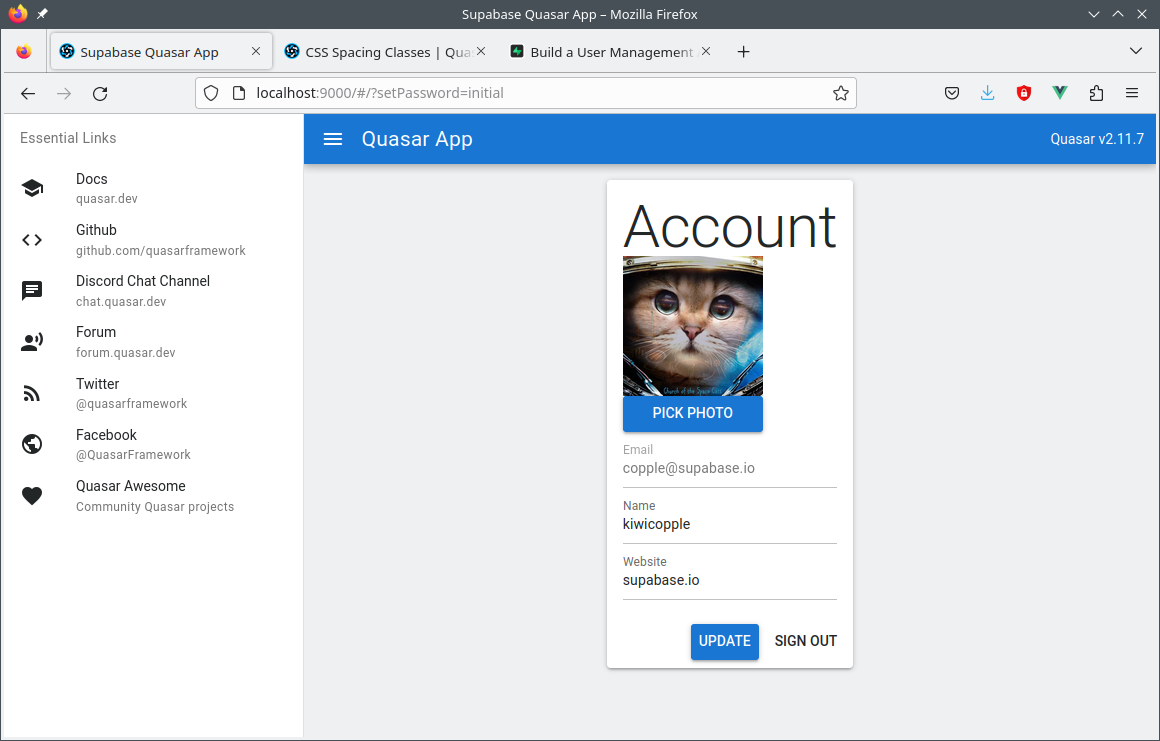 Supabase Quasar App – Mozilla Firefox
Supabase Quasar App
CSS Spacing Classes | Qua
Build a User Management
localhost:9000/#/?setPassword=initial
Essential Links
Docs
quasar.dev
Github
github.com/quasarframework
Discord Chat Channel
chat.quasar.dev
Forum
forum.quasar.dev
Twitter
@quasarframework
Facebook
@QuasarFramework
Quasar Awesome
Community Quasar projects
Quasar App
Quasar v2.11.7
Account
Church of the Space Cats
PICK PHOTO
Email
copple@supabase.io
Name
kiwicopple
Website
supabase.io
UPDATE
SIGN OUT